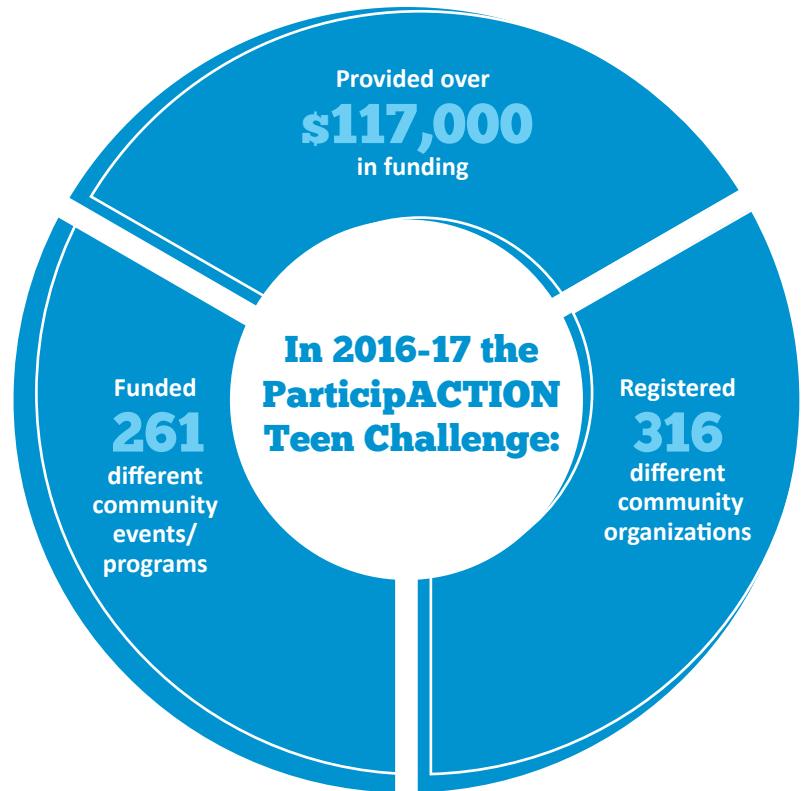 Provided over
$117,000
in funding
In 2016-17 the
ParticipACTION
Teen Challenge:
Funded
261
different
community
events/
programs
Registered
316
different
community
organizations